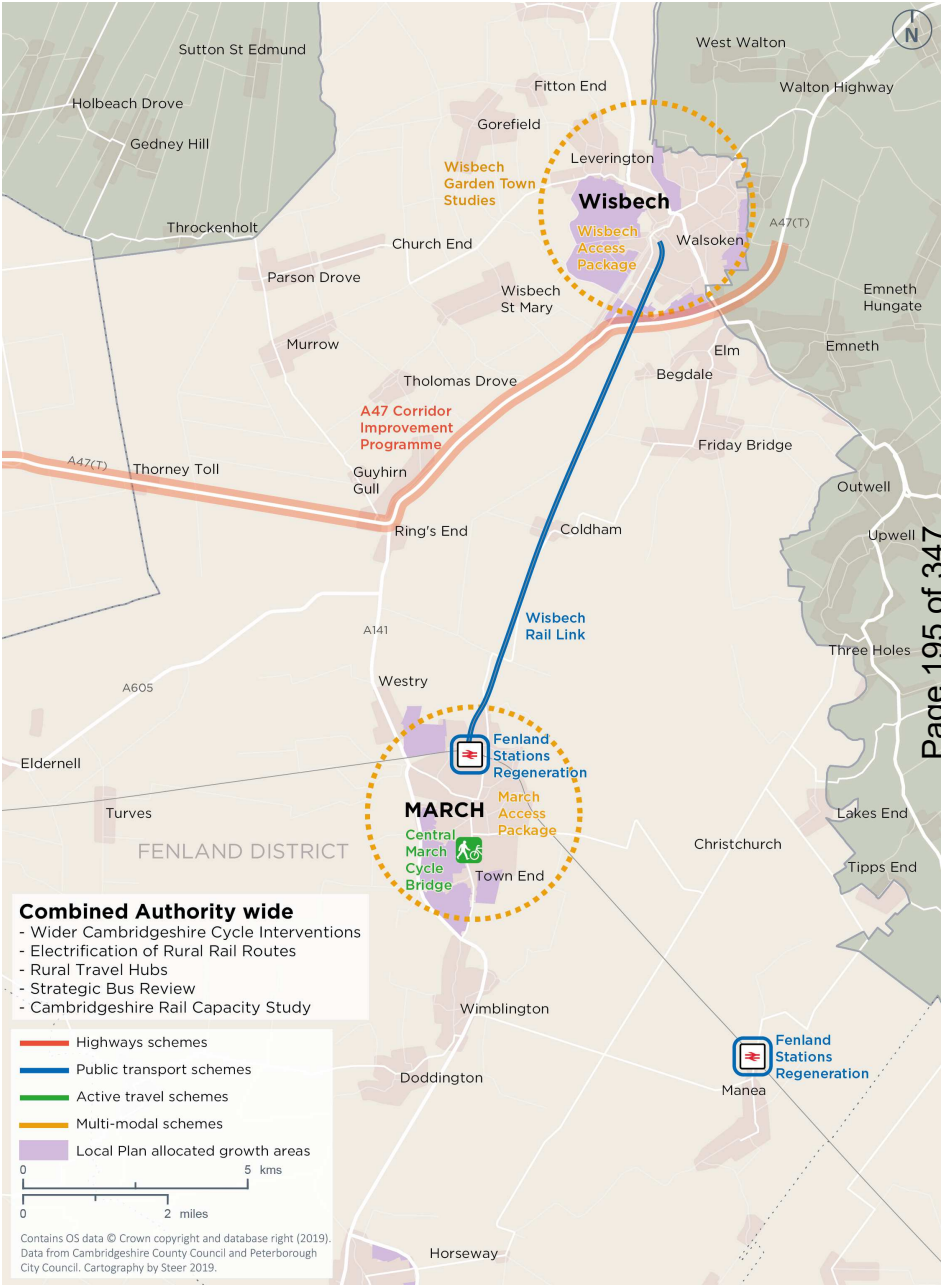 N
West Walton
Sutton St Edmund
Walton Highway
Fitton End
Holbeach Drove
Gorefield
Gedney Hill
Leverington
Wisbech
Garden Town
Studies
Wisbech
Throckenholt
A47(T)
Wisbech
Access
Package
Walsoken
Church End
Parson Drove
Wisbech
St Mary
Emneth
Hungate
Murrow
Elm
Emneth
Begdale
Tholomas Drove
A47 Corridor
Improvement
Programme
Friday Bridge
A47(T)
Thorney Toll
Guyhirn
Gull
Outwell
Ring's End
Coldham
Upwell
Page 195 of 347
Wisbech
Rail Link
A141
Three Holes
Westry
A605
Fenland
Stations
Regeneration
Eldernell
MARCH
March
Access
Package
Turves
Lakes End
Central
March
Cycle
Bridge
Christchurch
FENLAND DISTRICT
Tipps End
Town End
Combined Authority wide
- Wider Cambridgeshire Cycle Interventions
- Electrification of Rural Rail Routes
- Rural Travel Hubs
- Strategic Bus Review
- Cambridgeshire Rail Capacity Study
Wimblington
Highways schemes
Public transport schemes
Active travel schemes
Multi-modal schemes
Local Plan allocated growth areas
0 5 kms
0 2 miles
Fenland
Stations
Regeneration
Doddington
Manea
Contains OS data © Crown copyright and database right (2019).
Data from Cambridgeshire County Council and Peterborough
City Council. Cartography by Steer 2019.
Horseway